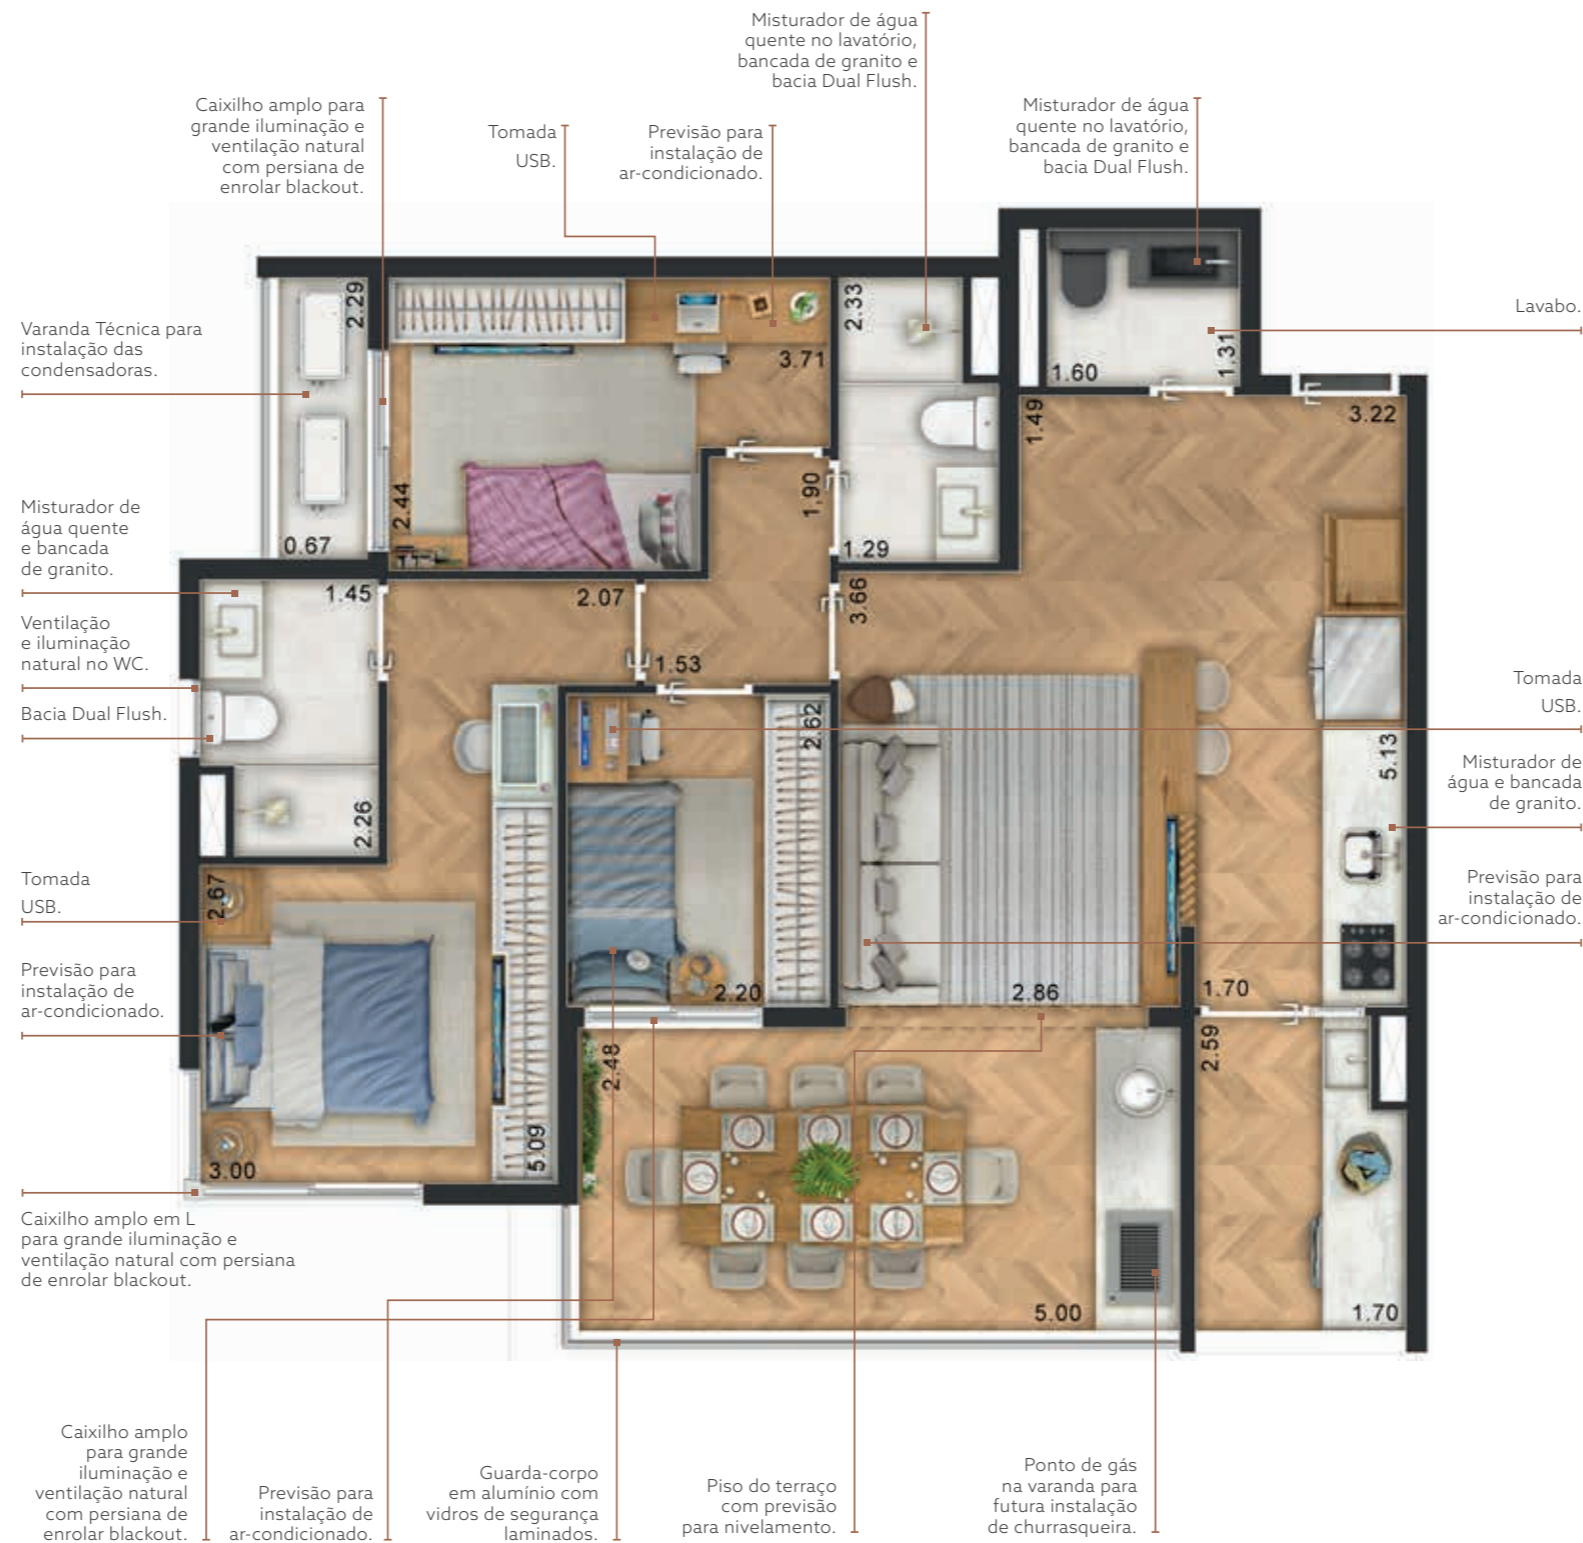 Misturador de água
quente no lavatório,
bancada de granito e
bacia Dual Flush.
Caixilho amplo para
grande iluminação e
ventilação natural
com persiana de
enrolar blackout.
Tomada
USB.
Previsão para
instalação de
ar-condicionado.
Misturador de água
quente no lavatório,
bancada de granito e
bacia Dual Flush.
Lavabo.
Varanda Técnica para
instalação das
condensadoras.
Misturador de
água quente
e bancada
de granito.
Ventilação
e iluminação
natural no WC.
Bacia Dual Flush.
Tomada
USB.
Previsão para
instalação de
ar-condicionado.
Caixilho amplo em L
para grande iluminação e
ventilação natural com persiana
de enrolar blackout.
2.29
0.67
3.71
2.44
2.33
1.29
1,90
1.60
1.31
1.49
3.22
1.45
2.26
2.07
1.53
3.66
2.62
2.20
2.67
3.00
5.09
2.86
5.13
1.70
2.48
5.00
2.59
1.70
Tomada
USB.
Misturador de
água e bancada
de granito.
Previsão para
instalação de
ar-condicionado.
Caixilho amplo
para grande
iluminação e
ventilação natural
com persiana de
enrolar blackout.
Previsão para
instalação de
ar-condicionado.
Guarda-corpo
em alumínio com
vidros de segurança
laminados.
Piso do terraço
com previsão
para nivelamento.
Ponto de gás
na varanda para
futura instalação
de churrasqueira.